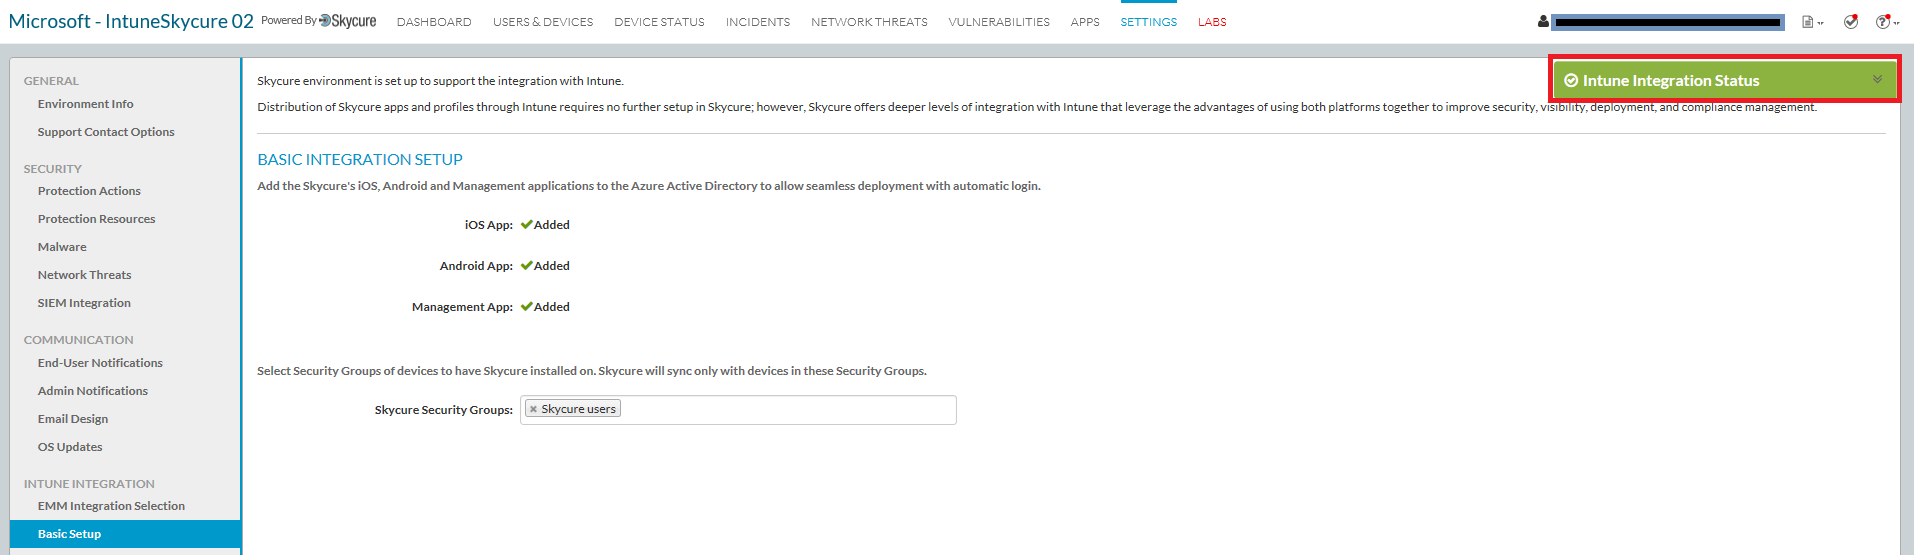 Microsoft - IntuneSkycure 02 Powered By Skycure DASHBOARD USERS & DEVICES DEVICE STATUS INCIDENTS NETWORK THREATS VULNERABILITIES APPS SETTINGS LABS
GENERAL
Environment Info
Support Contact Options
SECURITY
Protection Actions
Protection Resources
Malware
Network Threats
SIEM Integration
COMMUNICATION
End-User Notifications
Admin Notifications
Email Design
OS Updates
INTUNE INTEGRATION
EMM Integration Selection
Basic Setup
Skycure environment is set up to support the integration with Intune.
Intune Integration Status
Distribution of Skycure apps and profiles through Intune requires no further setup in Skycure; however, Skycure offers deeper levels of integration with Intune that leverage the advantages of using both platforms together to improve security, visibility, deployment, and compliance management.
BASIC INTEGRATION SETUP
Add the Skycure's iOS, Android and Management applications to the Azure Active Directory to allow seamless deployment with automatic login.
iOS App: Added
Android App: Added
Management App: Added
Select Security Groups of devices to have Skycure installed on. Skycure will sync only with devices in these Security Groups.
Skycure Security Groups: Skycure users